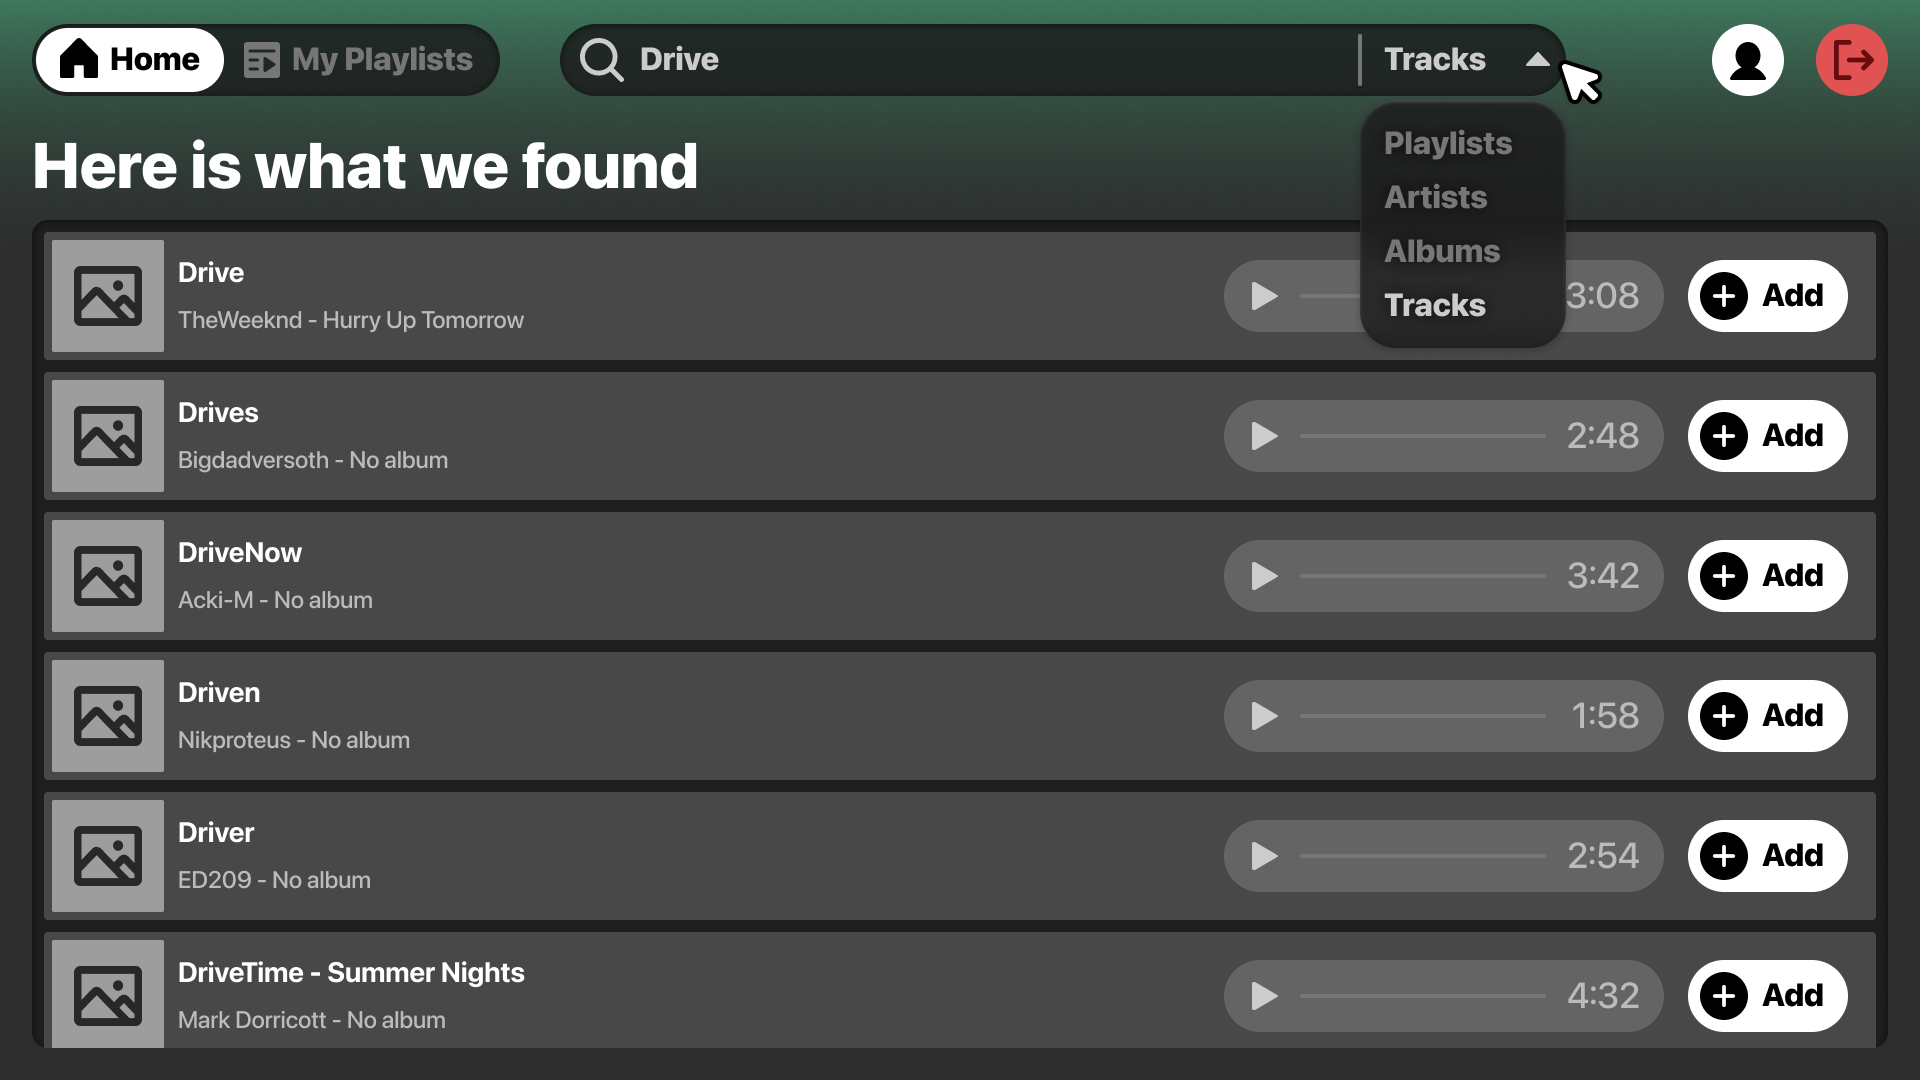 Home
My Playlists
Drive
Tracks
Playlists
Artists
Albums
Tracks
Here is what we found
Drive
TheWeeknd - Hurry Up Tomorrow
3:08
Add
Drives
Bigdadversoth - No album
2:48
Add
DriveNow
Acki-M - No album
3:42
Add
Driven
Nikproteus - No album
1:58
Add
Driver
ED209 - No album
2:54
Add
DriveTime - Summer Nights
Mark Dorricott - No album
4:32
Add